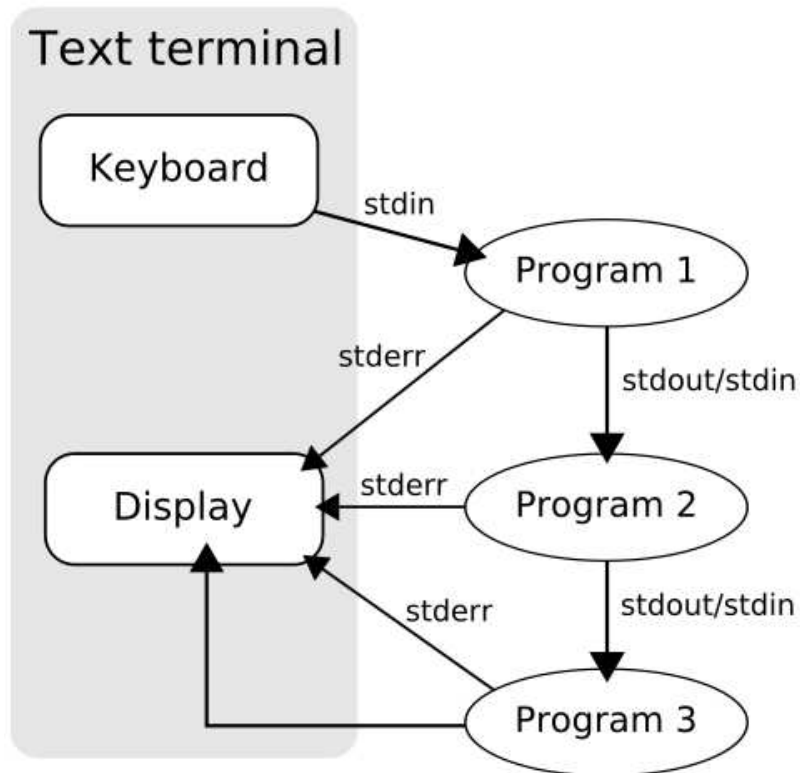 Text terminal
Keyboard
stdin
Program 1
stderr
stdout/stdin
Display
stderr
Program 2
stderr
stdout/stdin
Program 3